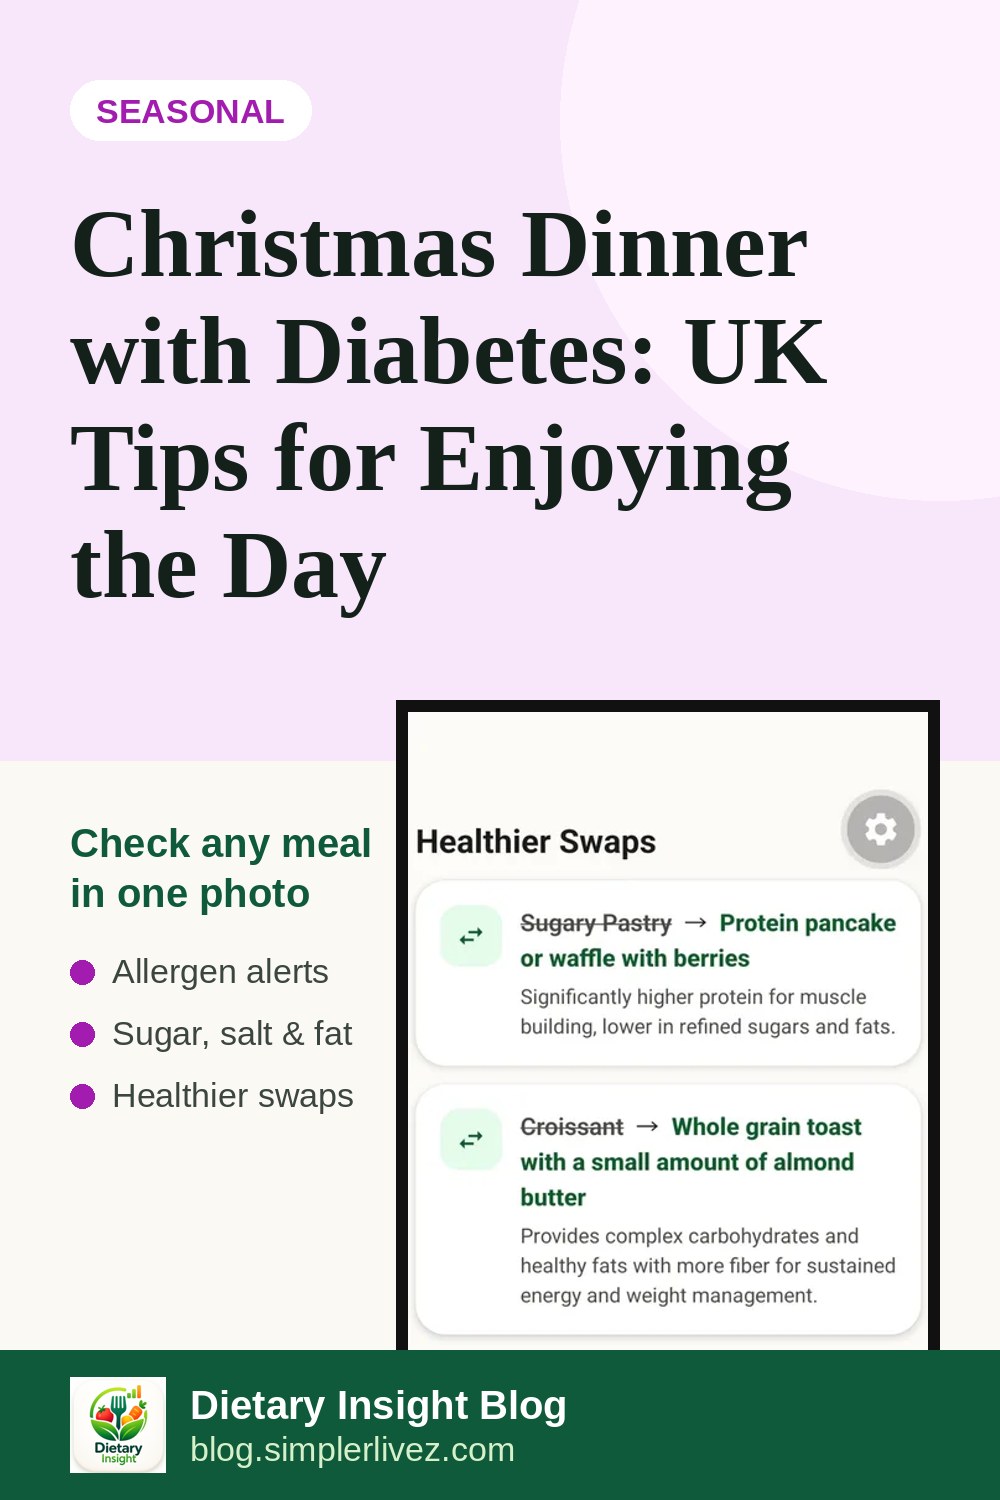 SEASONAL
Christmas Dinner
with Diabetes: UK
Tips for Enjoying
the Day
Check any meal
in one photo
Allergen alerts
Sugar, salt & fat
Healthier swaps
Healthier Swaps
Sugary Pastry → Protein pancake
or waffle with berries
Significantly higher protein for muscle
building, lower in refined sugars and fats.
Croissant → Whole grain toast
with a small amount of almond
butter
Provides complex carbohydrates and
healthy fats with more fiber for sustained
energy and weight management.
Dietary
Insight
Dietary Insight Blog
blog.simplerlivez.com